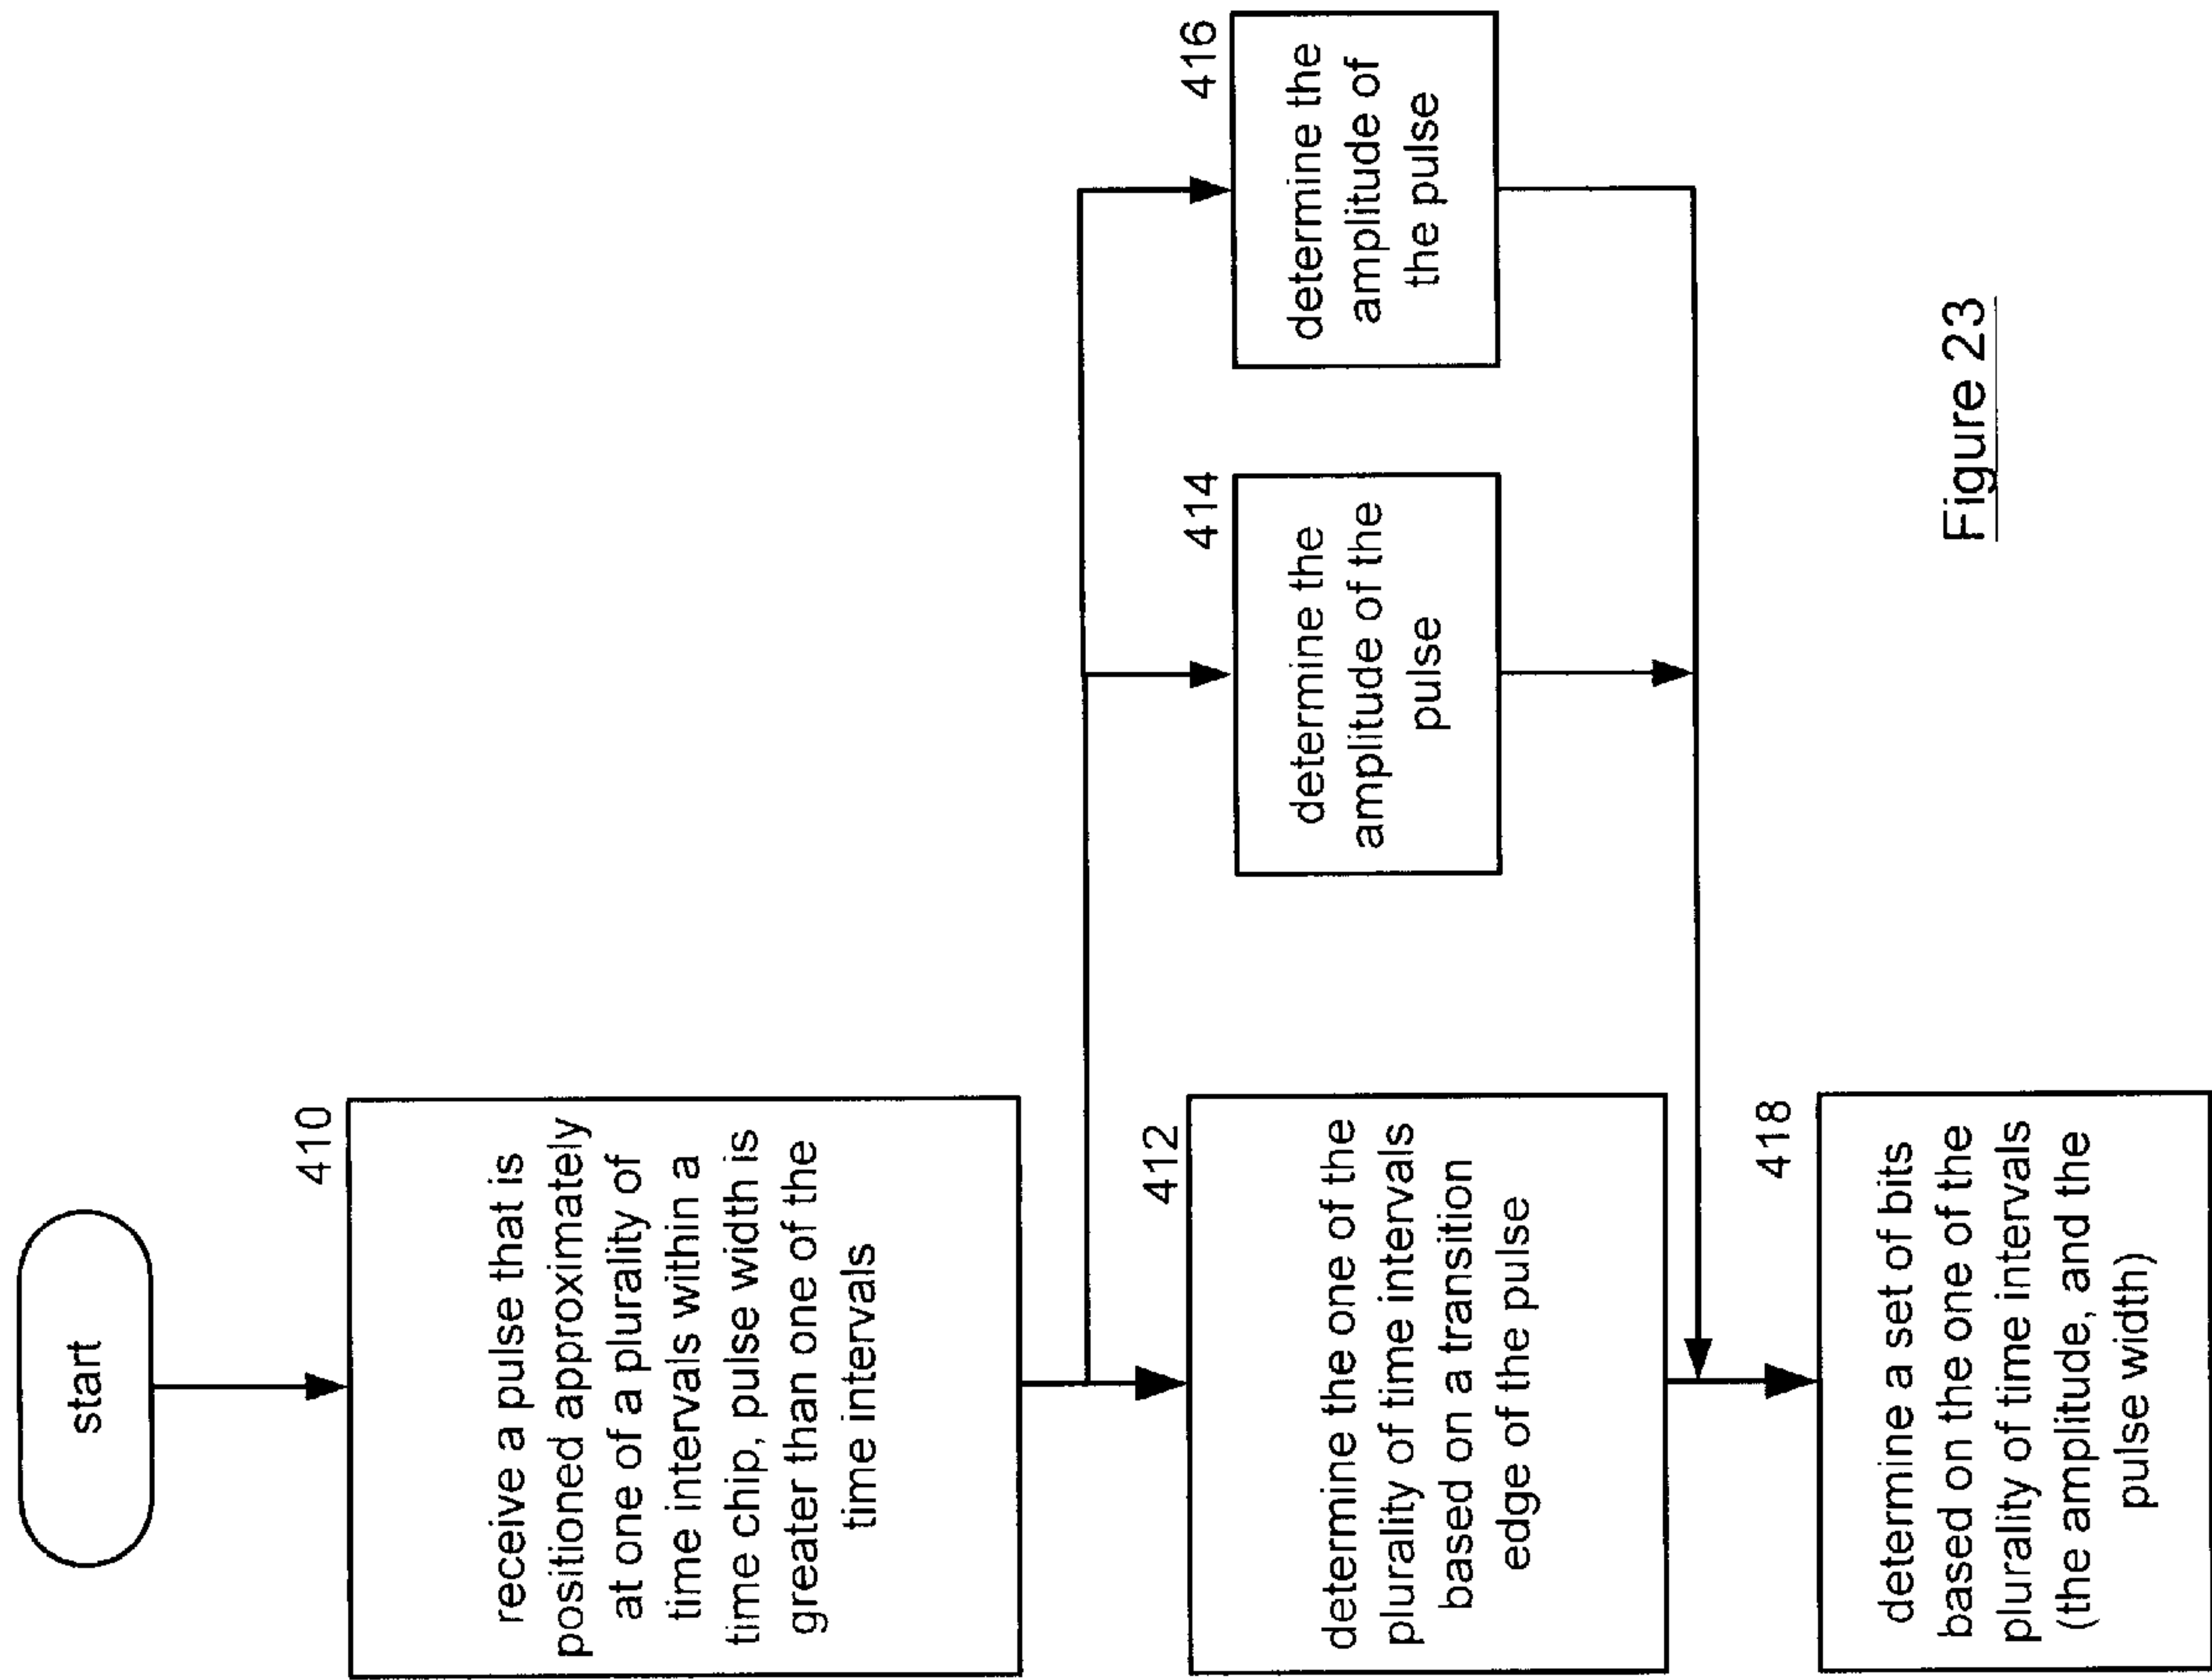 start
410
receive a pulse that is
positioned approximately
at one of a plurality of
time intervals within a
time chip, pulse width is
greater than one of the
time intervals
412
determine the one of the
plurality of time intervals
based on a transition
edge of the pulse
414
determine the
amplitude of the
pulse
416
determine the
amplitude of
the pulse
418
determine a set of bits
based on the one of the
plurality of time intervals
(the amplitude, and the
pulse width)
Figure 23